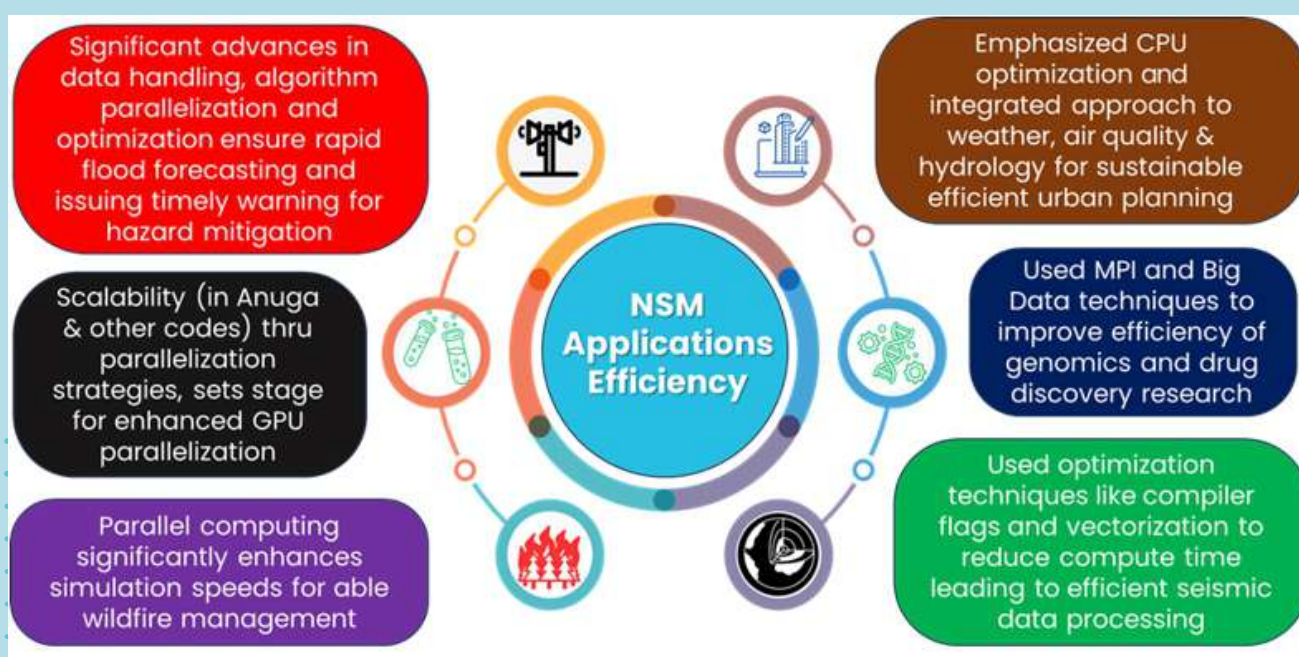 Significant advances in
data handling, algorithm
parallelization and
optimization ensure rapid
flood forecasting and
issuing timely warning for
hazard mitigation
Scalability (in Anuga
& other codes) thru
parallelization
strategies, sets stage
for enhanced GPU
parallelization
Parallel computing
significantly enhances
simulation speeds for able
wildfire management
NSM
Applications
Efficiency
Emphasized CPU
optimization and
integrated approach to
weather, air quality &
hydrology for sustainable
efficient urban planning
Used MPI and Big
Data techniques to
improve efficiency of
genomics and drug
discovery research
Used optimization
techniques like compiler
flags and vectorization to
reduce compute time
leading to efficient seismic
data processing